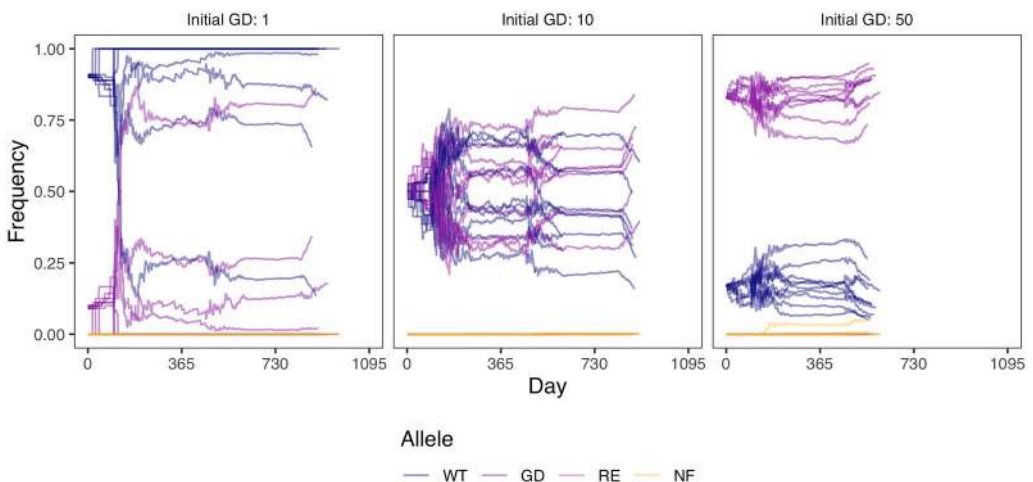 Initial GD: 1
Initial GD: 10
Initial GD: 50
Frequency
1.00
0.75
0.50
0.25
0.00
0 365 730 1095
0 365 730 1095
0 365 730 1095
Day
Allele
WT GD RE NF